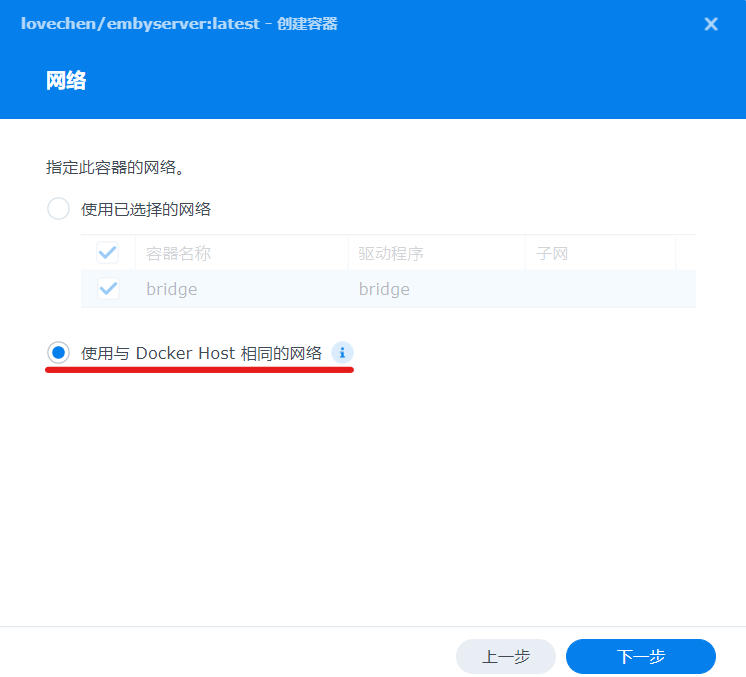 lovechen/embyserver:latest - 创建容器
网络
指定此容器的网络。
使用已选择的网络
容器名称 驱动程序 子网
bridge bridge
使用与 Docker Host 相同的网络
上一步 下一步